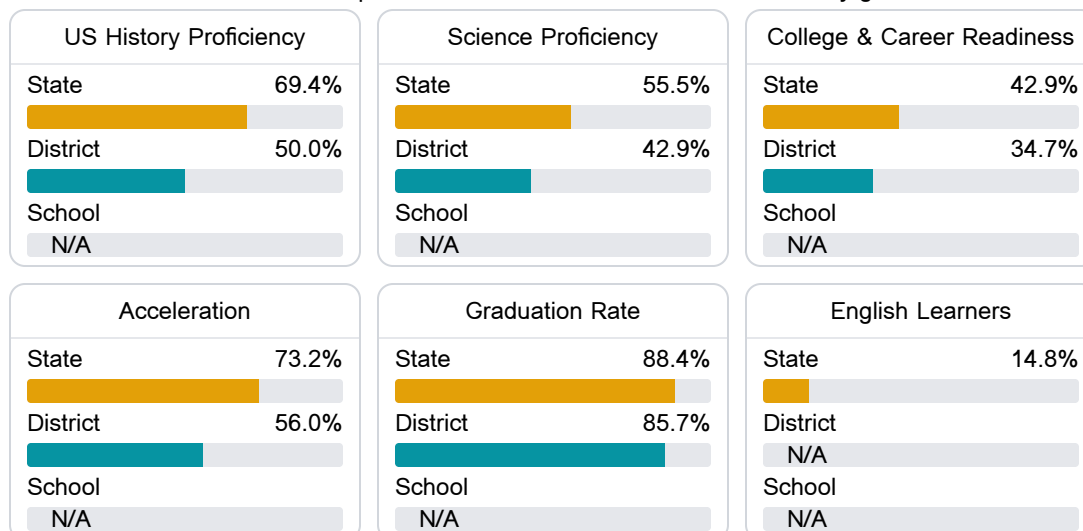 US History Proficiency
State 69.4%
District 50.0%
School
N/A
Science Proficiency
State 55.5%
District 42.9%
School
N/A
College & Career Readiness
State 42.9%
District 34.7%
School
N/A
Acceleration
State 73.2%
District 56.0%
School
N/A
Graduation Rate
State 88.4%
District 85.7%
School
N/A
English Learners
State 14.8%
District
N/A
School
N/A